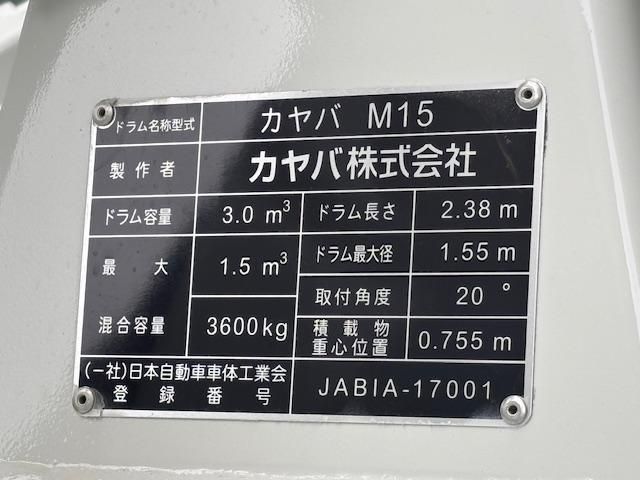 ドラム名称型式 カヤバ M15
製作者 カヤバ株式会社
ドラム容量 3.0 m³ ドラム長さ 2.38 m
最大 1.5 m³ ドラム最大径 1.55 m
取付角度 20 °
混合容量 3600kg 積載物 0.755 m
重心位置
(一社)日本自動車車体工業会 JABIA-17001
登録番号